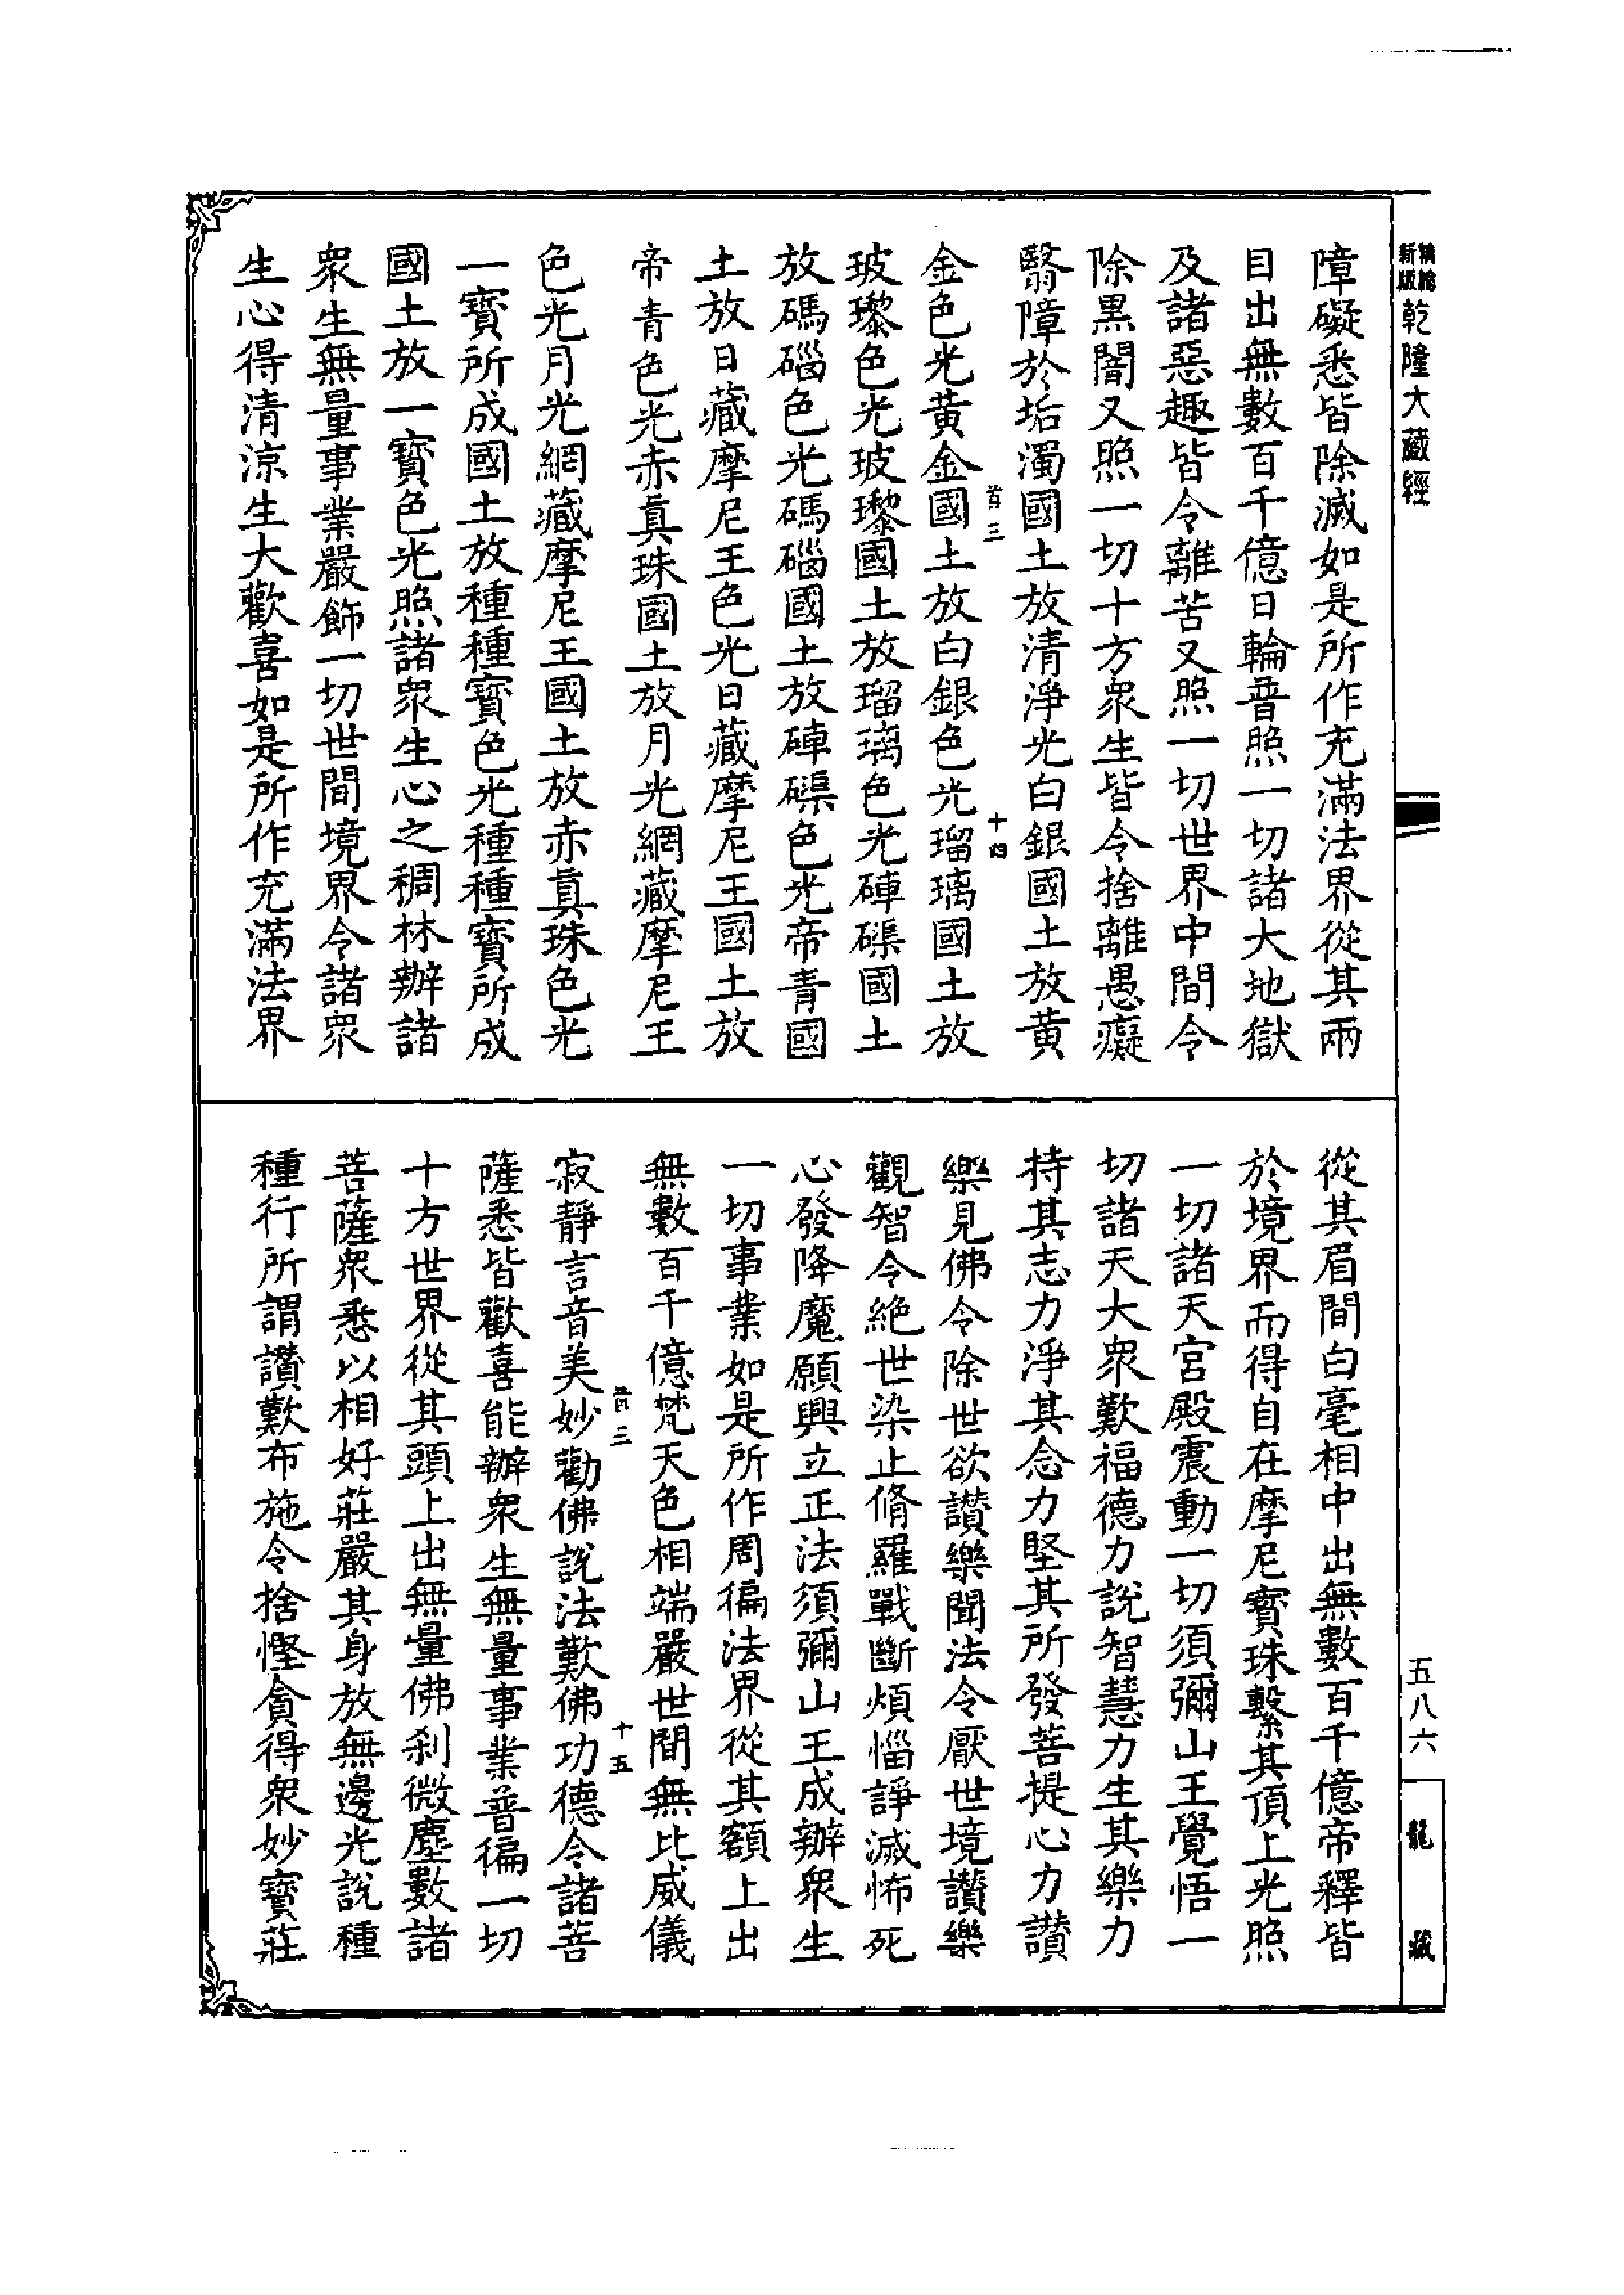 精繪
新版
乾隆大藏經
障礙悉皆除滅如是所作充滿法界從其兩
目出無數百千億日輪普照一切諸大地獄
及諸惡趣皆令離苦又照一切世界中間令
除黑闇又照一切十方眾生皆令捨離愚癡
翳障於垢濁國土放清淨光白銀國土放黃
金色光黃金國土放白銀色光瑠璃國土放
首三
十四
玻瓈色光玻瓈國土放瑠璃色光硨磲國土
放碼碯色光碼碯國土放硨磲色光帝青國
土放日藏摩尼王色光日藏摩尼王國土放
帝青色光赤真珠國土放月光網藏摩尼王
色光月光網藏摩尼王國土放赤真珠色光
一寶所成國土放種種寶色光種種寶所成
國土放一寶色光照諸眾生心之稠林辦諸
眾生無量事業嚴飾一切世間境界令諸眾
生心得清涼生大歡喜如是所作充滿法界
從其眉間白毫相中出無數百千億帝釋皆
於境界而得自在摩尼寶珠繫其頂上光照
一切諸天宮殿震動一切須彌山王覺悟一
切諸天大眾歎福德力說智慧力生其樂力
持其志力淨其念力堅其所發菩提心力讚
樂見佛令除世欲讚樂聞法令厭世境讚樂
觀智令絕世染止脩羅戰斷煩惱諍滅怖死
心發降魔願興立正法須彌山王成辦眾生
一切事業如是所作周徧法界從其額上出
無數百千億梵天色相端嚴世間無比威儀
首三
十五
寂靜言音美妙勸佛說法歎佛功德令諸菩
薩悉皆歡喜能辦眾生無量事業普徧一切
十方世界從其頭上出無量佛剎微塵數諸
菩薩眾悉以相好莊嚴其身放無邊光說種
種行所謂讚歎布施令捨慳貪得眾妙寶莊
五八六
龍藏